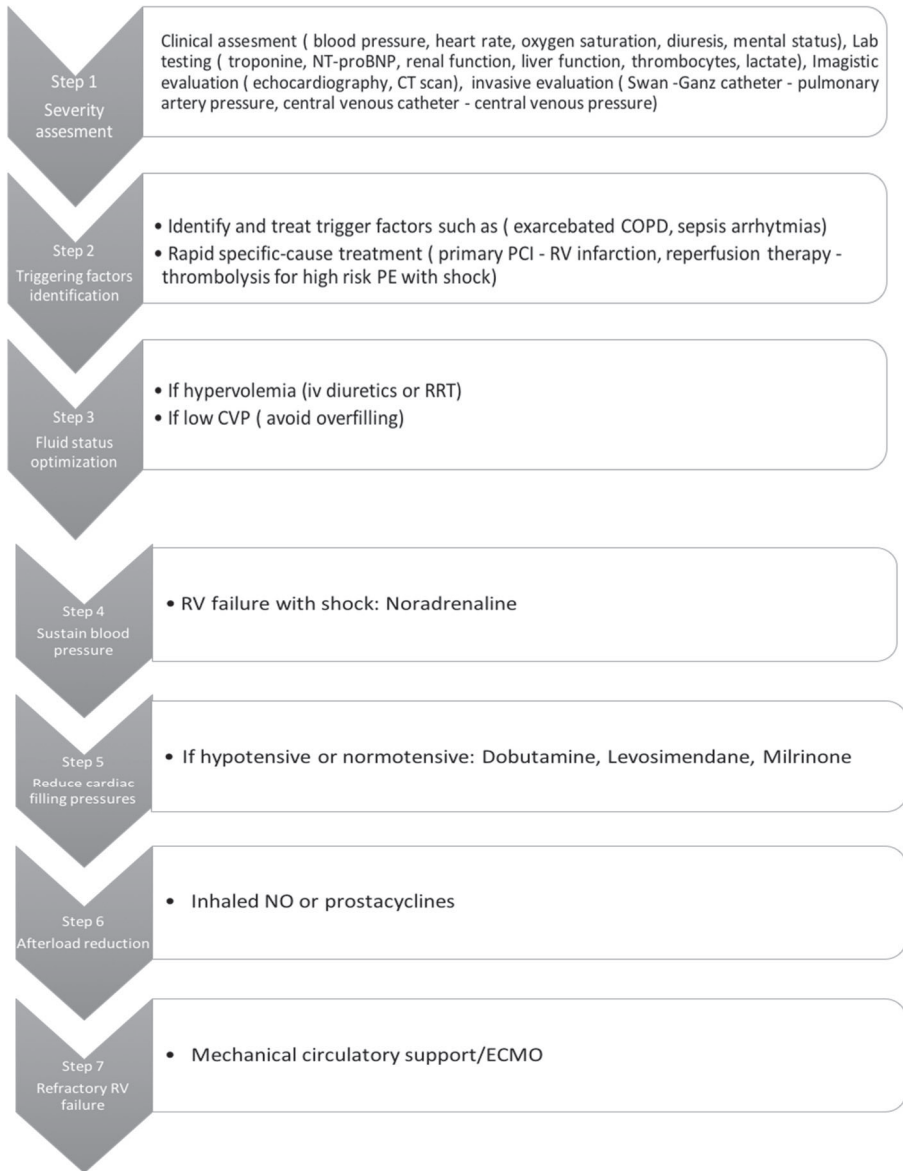 Step 1
Severity
assesment
Clinical assesment ( blood pressure, heart rate, oxygen saturation, diuresis, mental status), Lab
testing ( troponine, NT-proBNP, renal function, liver function, thrombocytes, lactate), Imagistic
evaluation ( echocardiography, CT scan), invasive evaluation ( Swan -Ganz catheter - pulmonary
artery pressure, central venous catheter - central venous pressure)
Step 2
Triggering factors
identification
• Identify and treat trigger factors such as ( exarcebated COPD, sepsis arrhytmias)
• Rapid specific-cause treatment ( primary PCI - RV infarction, reperfusion therapy -
thrombolysis for high risk PE with shock)
Step 3
Fluid status
optimization
• If hypervolemia (iv diuretics or RRT)
• If low CVP ( avoid overfilling)
Step 4
Sustain blood
pressure
• RV failure with shock: Noradrenaline
Step 5
Reduce cardiac
filling pressures
• If hypotensive or normotensive: Dobutamine, Levosimendane, Milrinone
Step 6
Afterload reduction
• Inhaled NO or prostacyclines
Step 7
Refractory RV
failure
• Mechanical circulatory support/ECMO